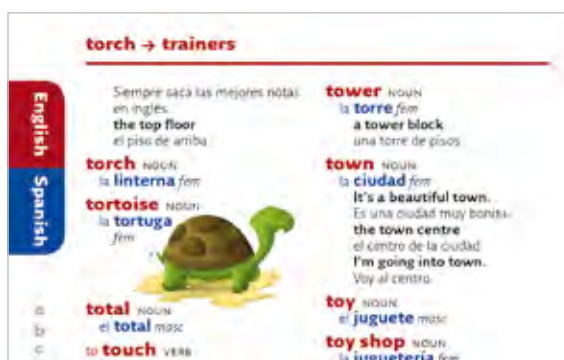 torch → trainers
English
Spanish
Siempre saca las mejores notas
en inglés.
the top floor
el piso de arriba
torch NOUN
la linterna fem
tortoise NOUN
la tortuga
fem
total NOUN
el total masc
to touch VERB
a
b
c
tower NOUN
la torre fem
a tower block
una torre de pisos
town NOUN
la ciudad fem
It's a beautiful town.
Es una ciudad muy bonita.
the town centre
el centro de la ciudad
I'm going into town.
Voy al centro.
toy NOUN
el juguete masc
toy shop NOUN
la juguetería fem